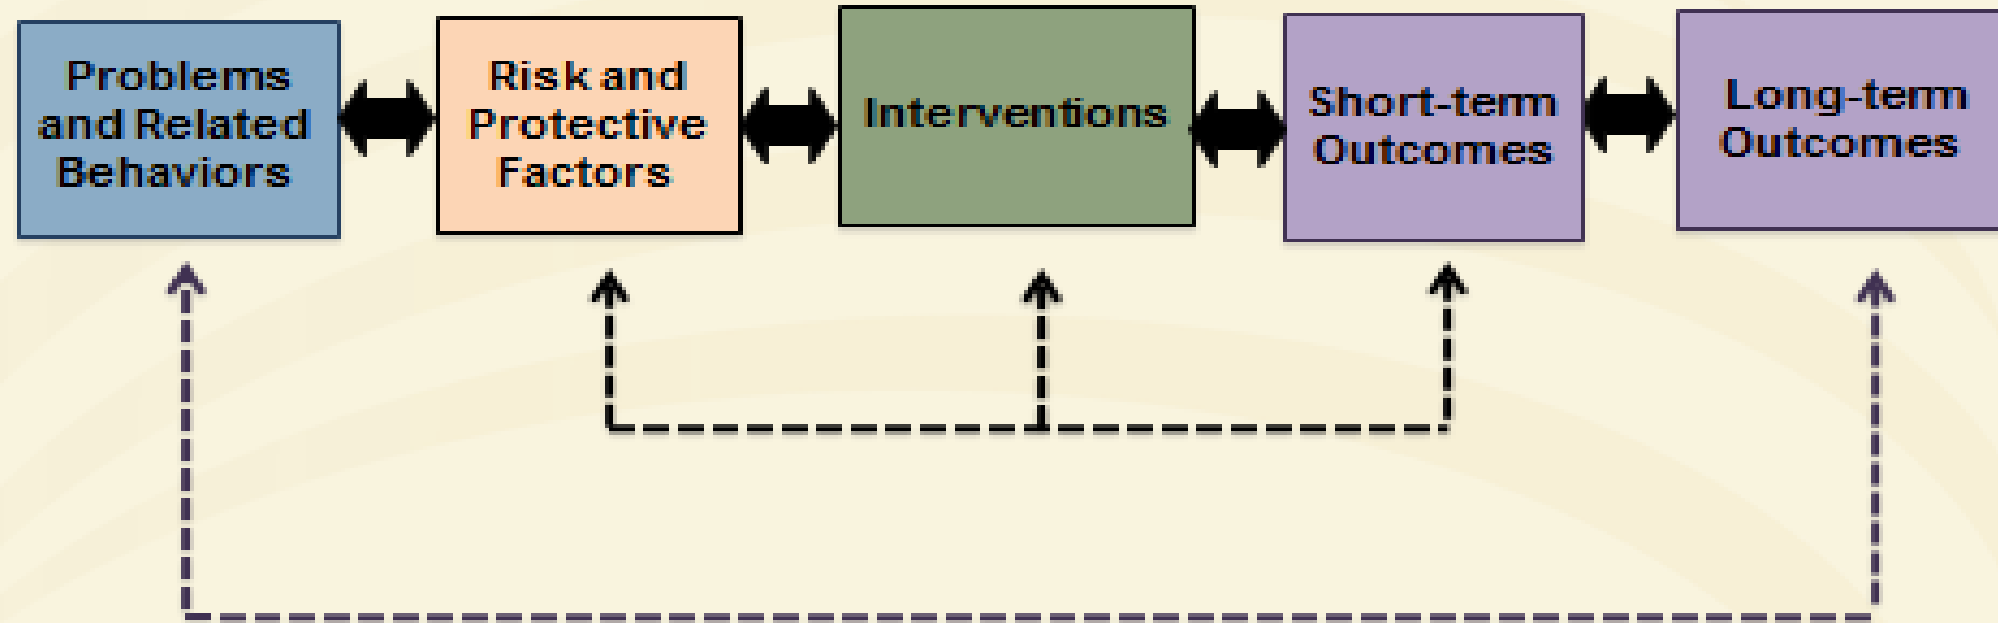 Problems
and Related
Behaviors
Risk and
Protective
Factors
Interventions
Short-term
Outcomes
Long-term
Outcomes